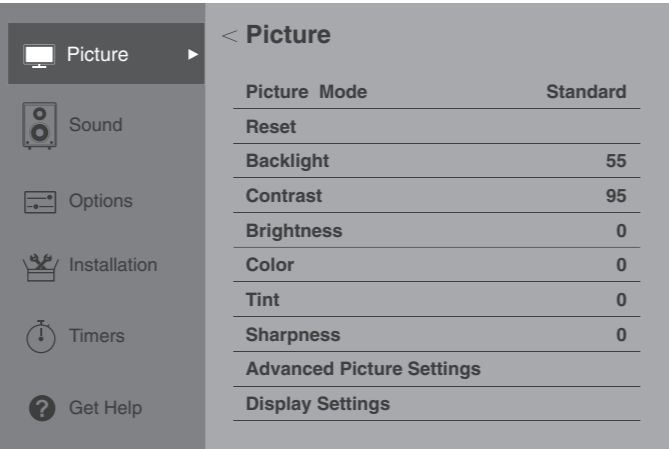 Picture
Sound
Options
Installation
Timers
Get Help
< Picture
Picture Mode Standard
Reset
Backlight 55
Contrast 95
Brightness 0
Color 0
Tint 0
Sharpness 0
Advanced Picture Settings
Display Settings